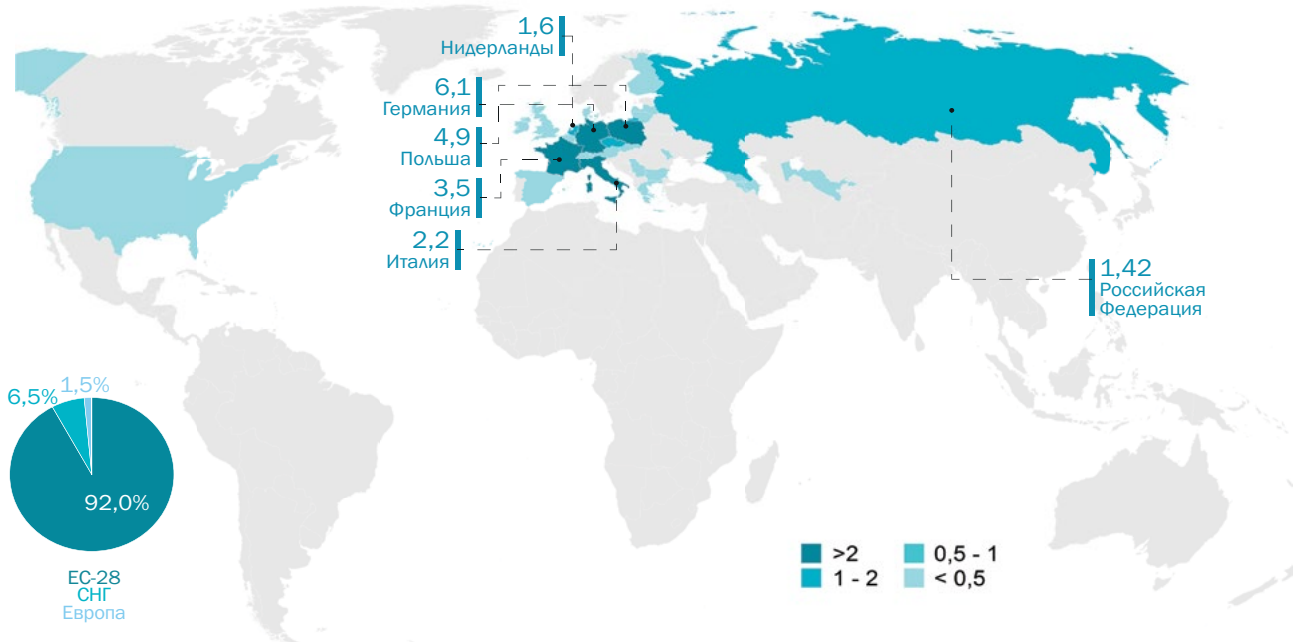 1,6
Нидерланды
6,1
Германия
4,9
Польша
3,5
Франция
2,2
Италия
1,42
Российская
Федерация
6,5%
1,5%
92,0%
ЕС-28
СНГ
Европа
>2
0,5 - 1
1 - 2
< 0,5